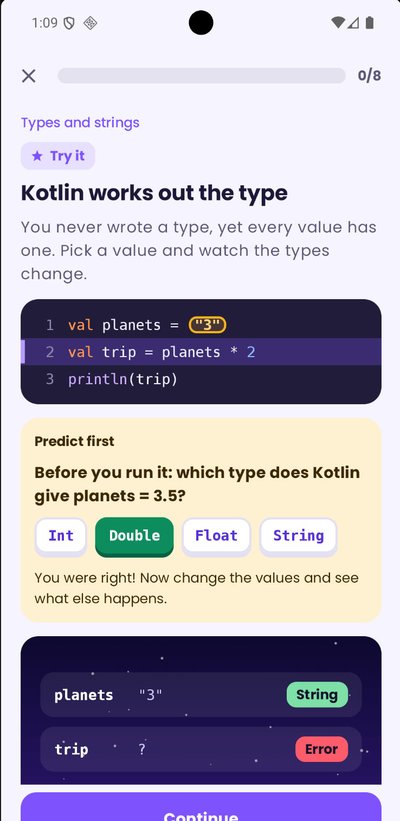 1:09
0/8
Types and strings
Try it
Kotlin works out the type
You never wrote a type, yet every value has
one. Pick a value and watch the types
change.
1 val planets = "3"
2 val trip = planets * 2
3 println(trip)
Predict first
Before you run it: which type does Kotlin
give planets = 3.5?
Int Double Float String
You were right! Now change the values and see
what else happens.
planets "3" String
trip ? Error
Continue